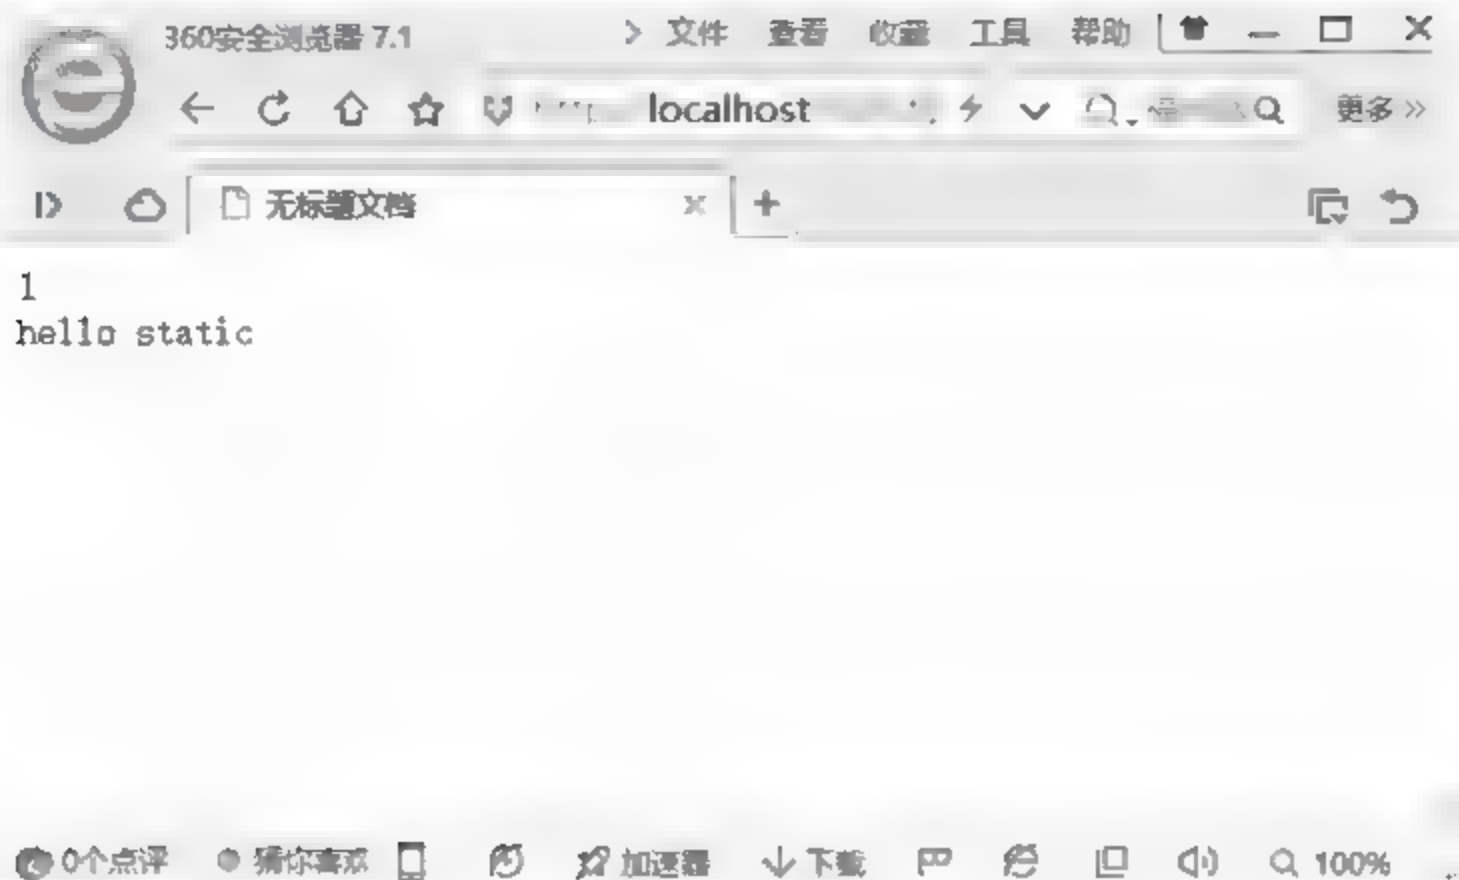 360安全浏览器 7.1
文件 查看 收藏 工具 帮助
localhost
更多 »
无标题文档
1
hello static
0个点评 猜你喜欢 加速器 下载 100%